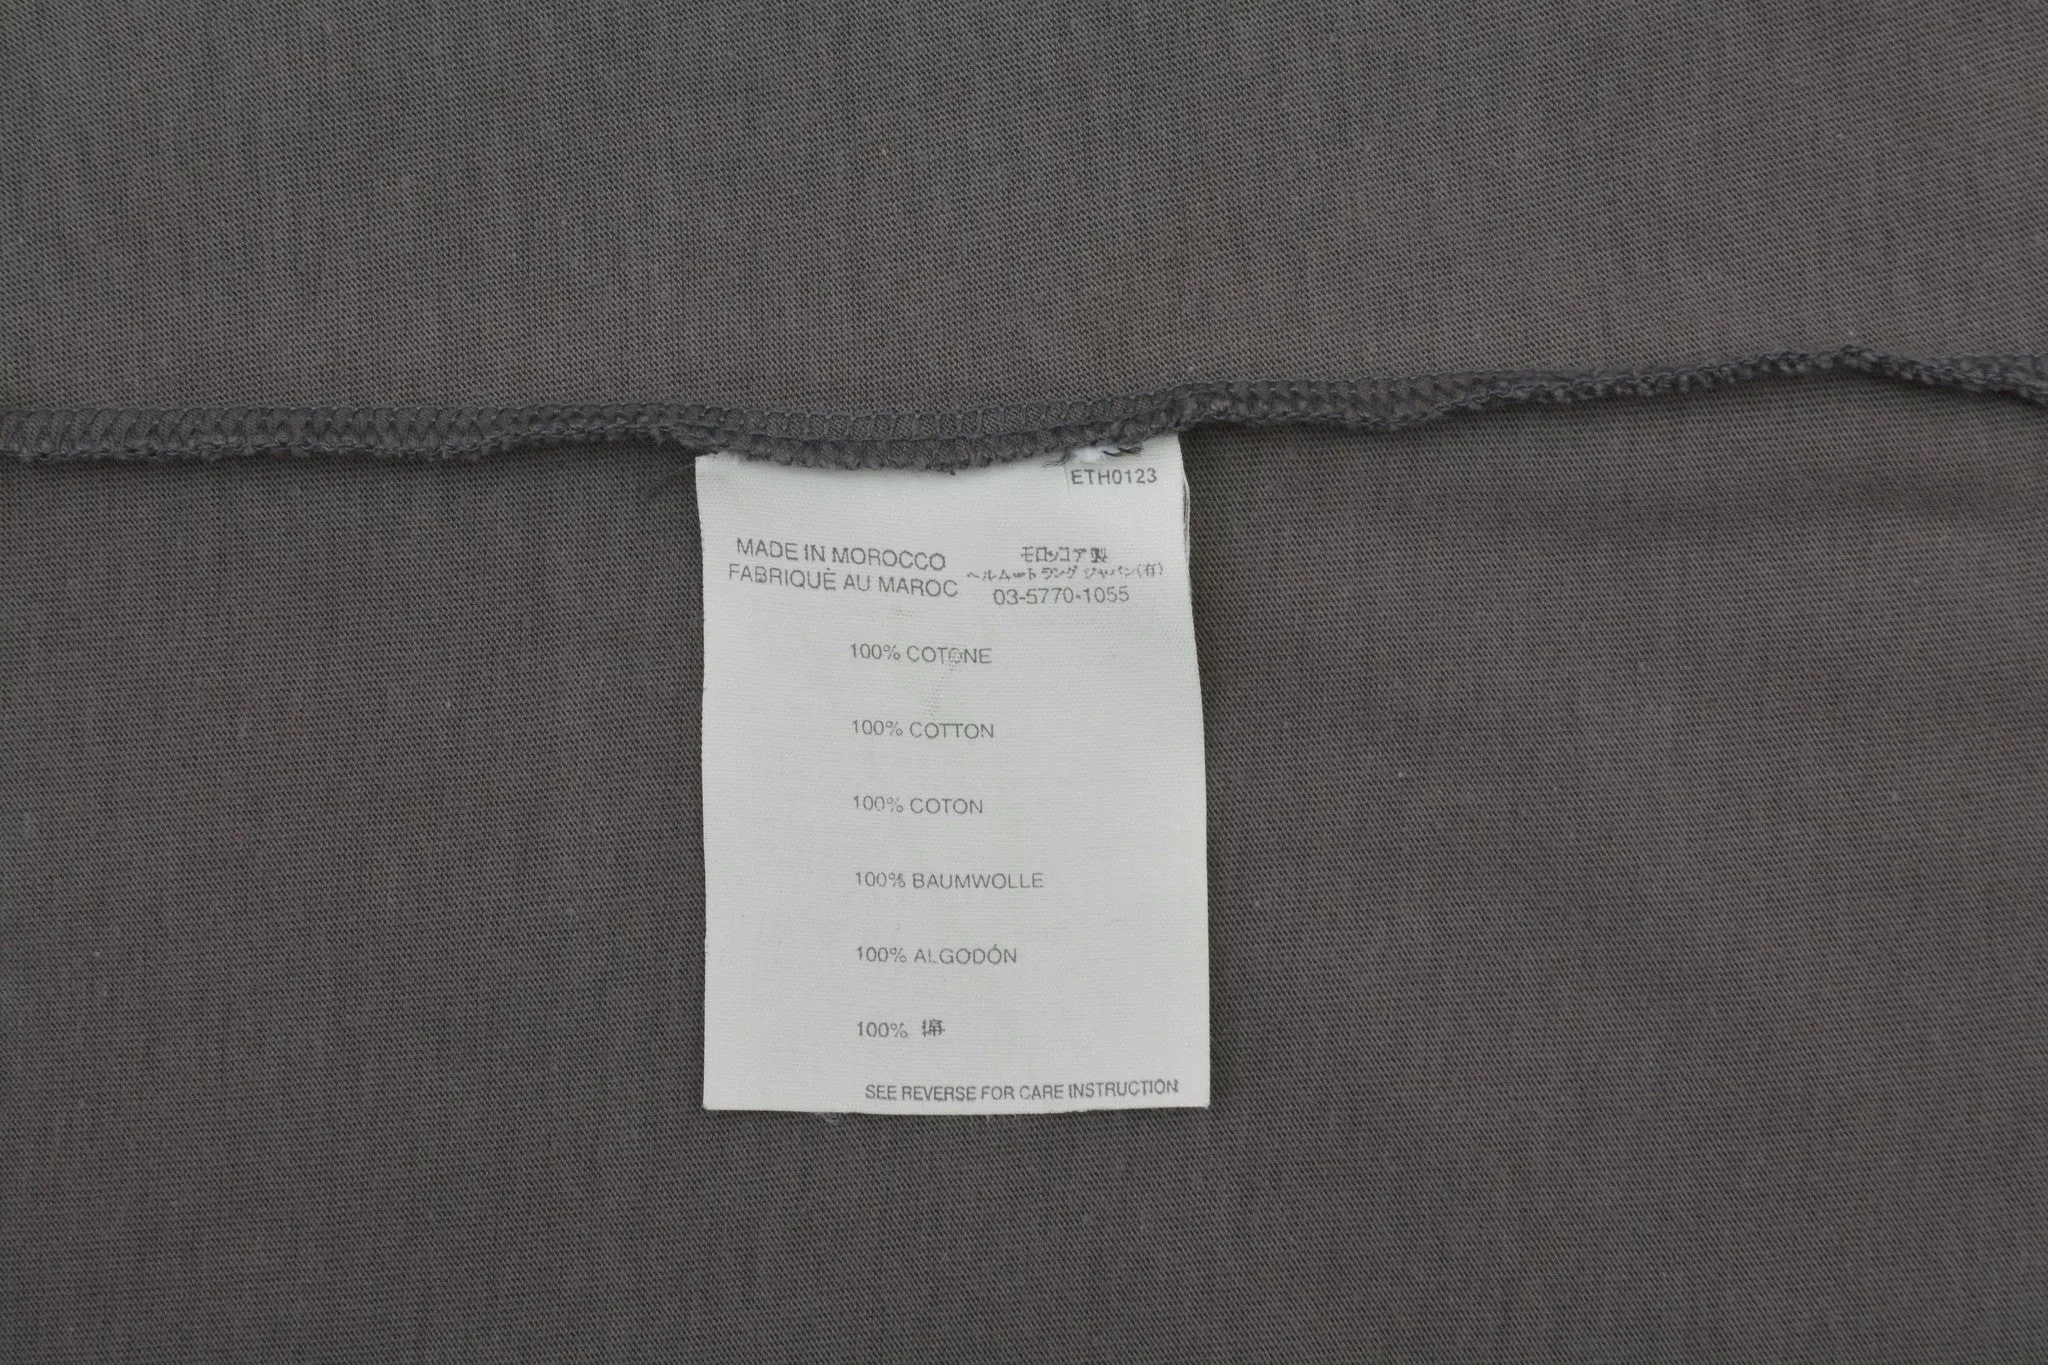 ETH0123
MADE IN MOROCCO
FABRIQUÈ AU MAROC
モロッコア製
ヘルムートラングジャパン(有)
03-5770-1055
100% COTONE
100% COTTON
100% COTON
100% BAUMWOLLE
100% ALGODÓN
100% 綿
SEE REVERSE FOR CARE INSTRUCTION